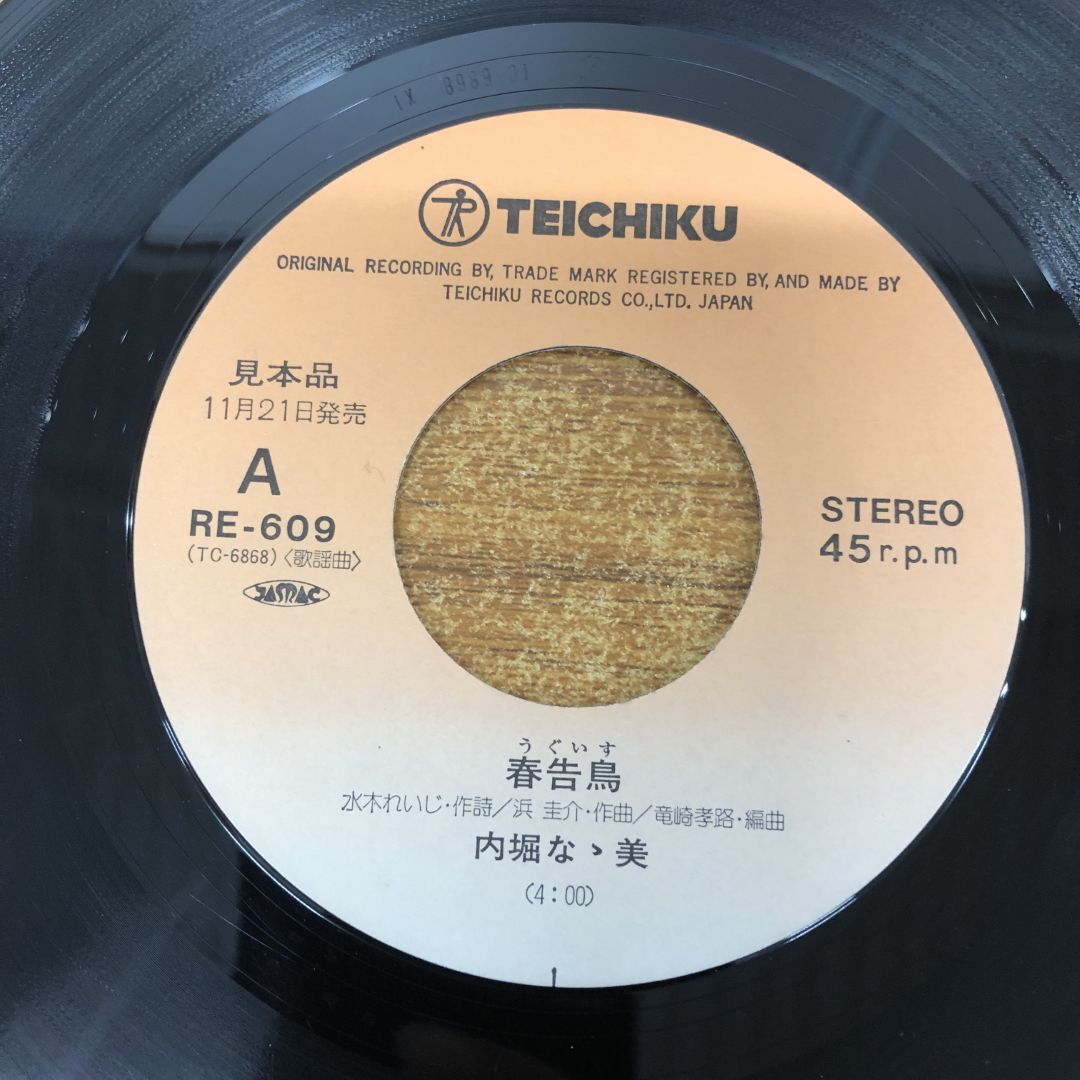 TEICHIKU
ORIGINAL RECORDING BY, TRADE MARK REGISTERED BY, AND MADE BY
TEICHIKU RECORDS CO.,LTD. JAPAN
見本品
11月21日発売
A
RE-609
(TC-6868)〈歌謡曲〉
JASRAC
STEREO
45 r.p.m
うぐいす
春告鳥
水木れいじ・作詩/浜 圭介・作曲/竜崎孝路・編曲
内堀なゝ美
(4:00)